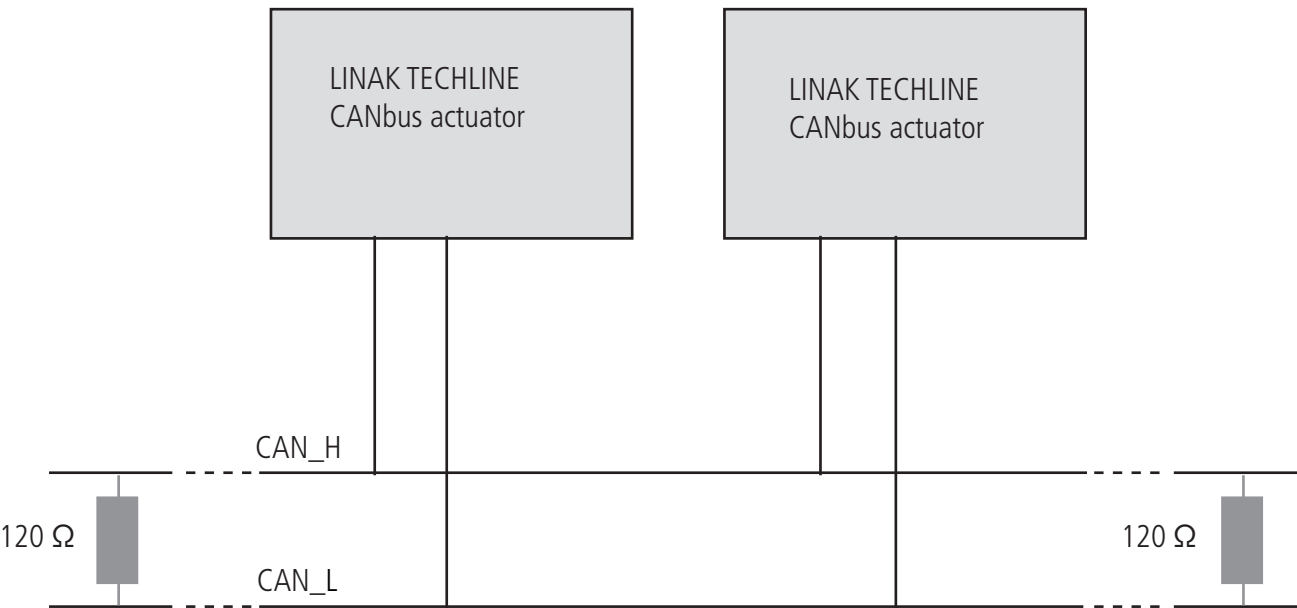 LINAK TECHLINE
CANbus actuator
LINAK TECHLINE
CANbus actuator
CAN_H
120 Ω
120 Ω
CAN_L